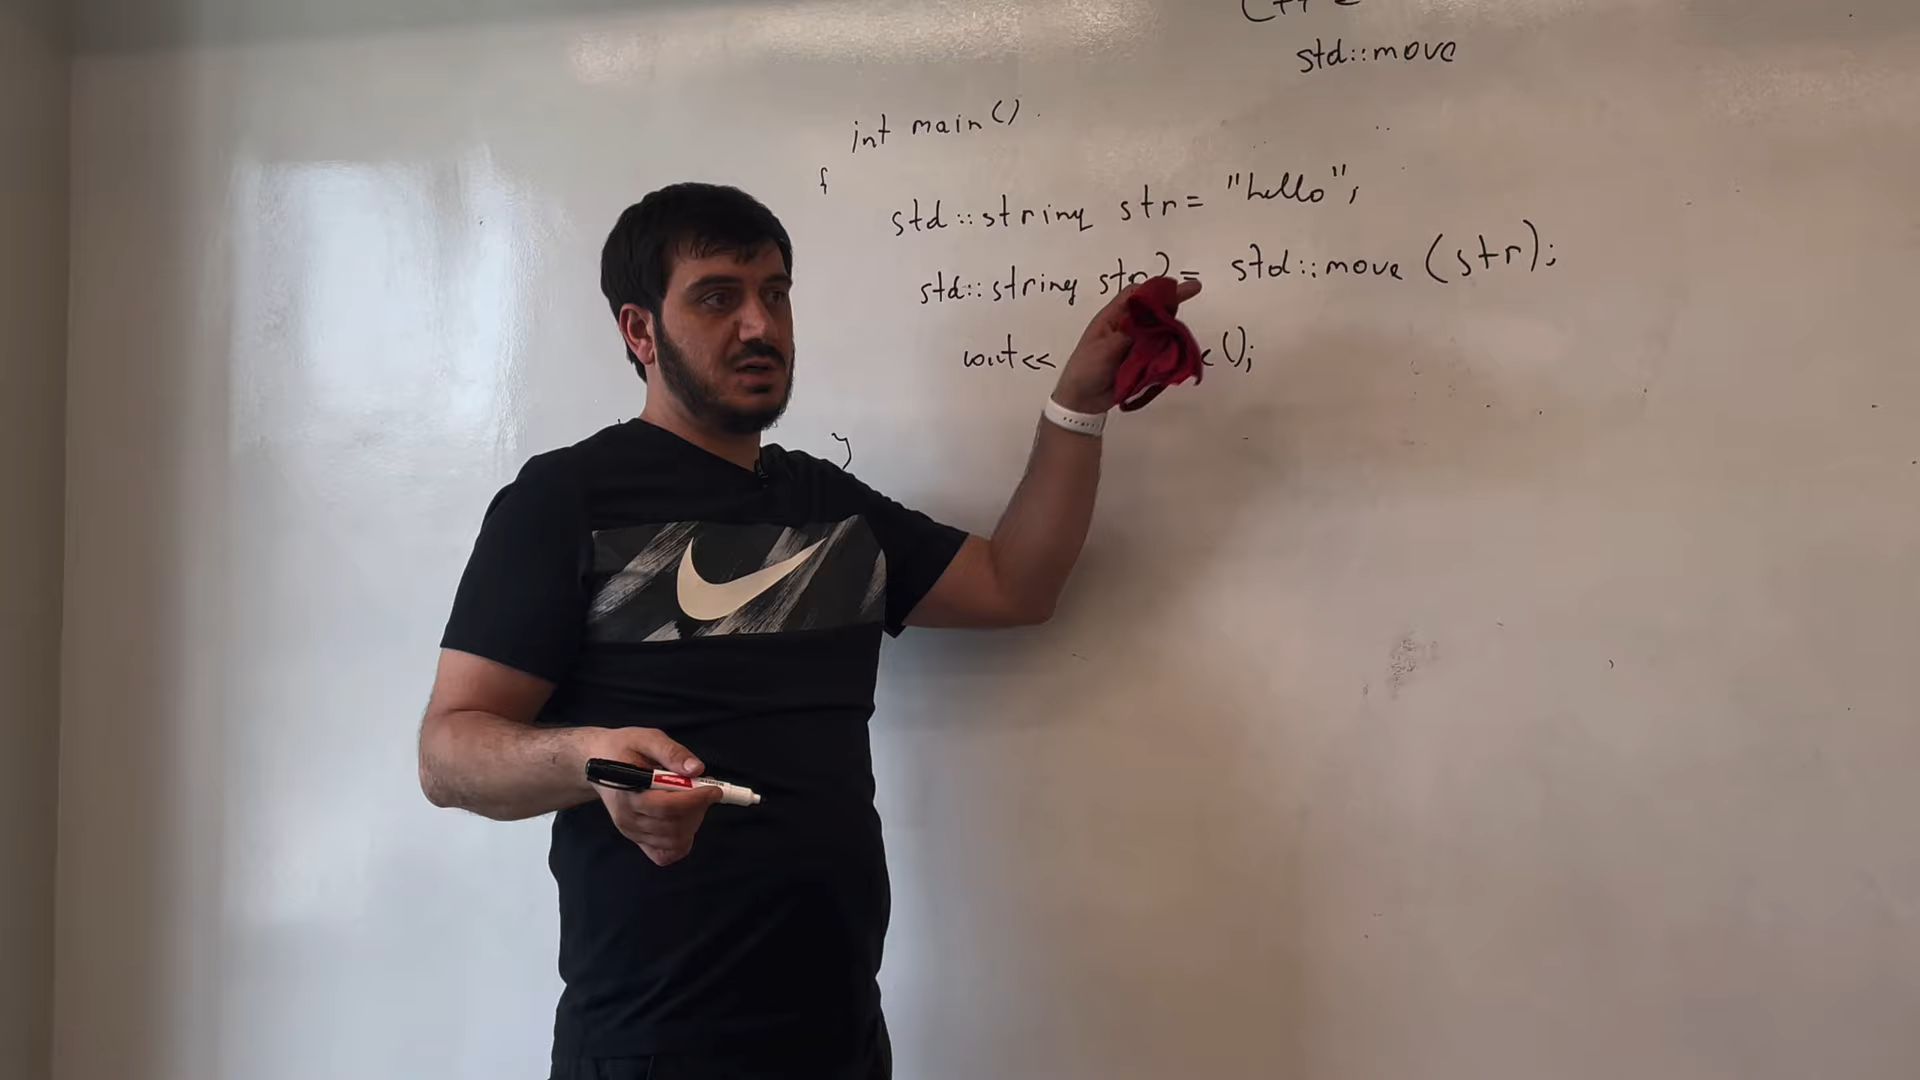 std::move
int main()
{
std::string str = "hello";
std::string str2 = std::move (str);
cout <<
();
}